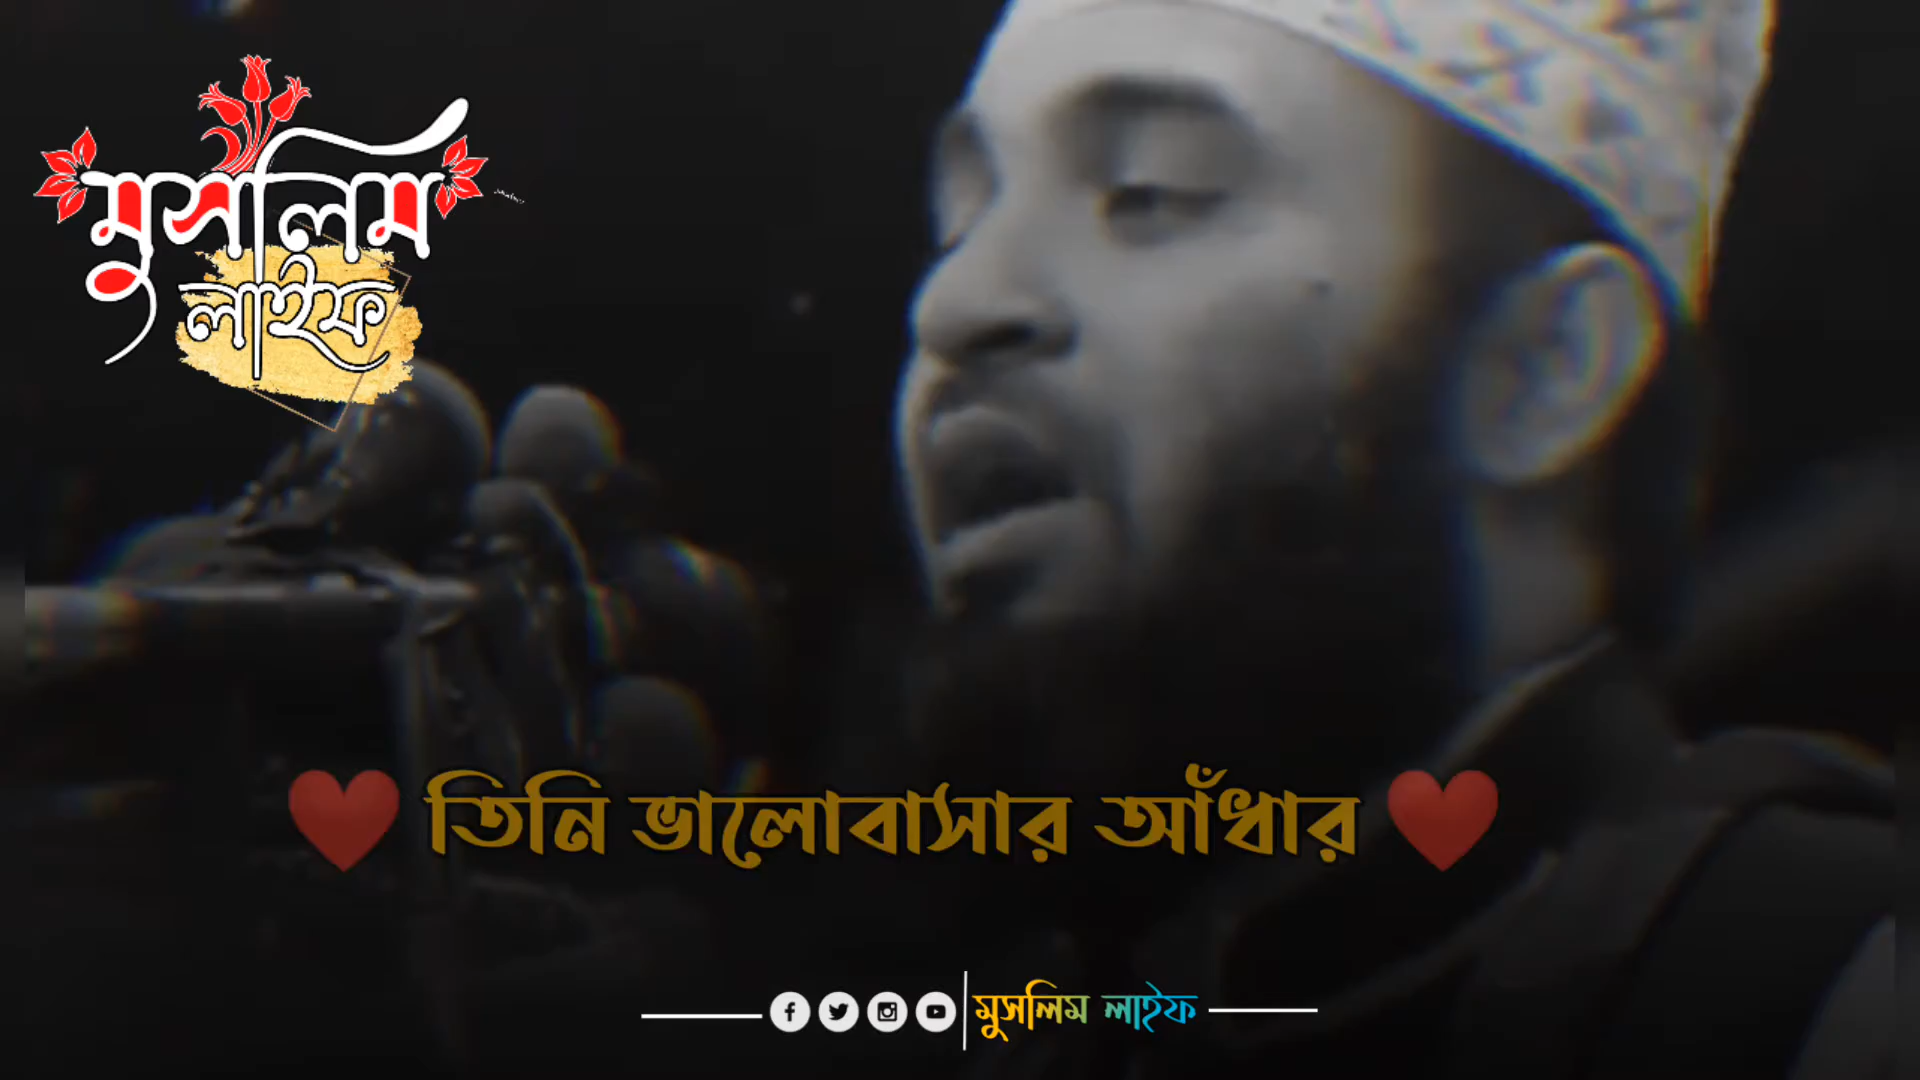 মুসলিম
লাইফ
❤️ তিনি ভালোবাসার আঁধার ❤️
মুসলিম লাইফ